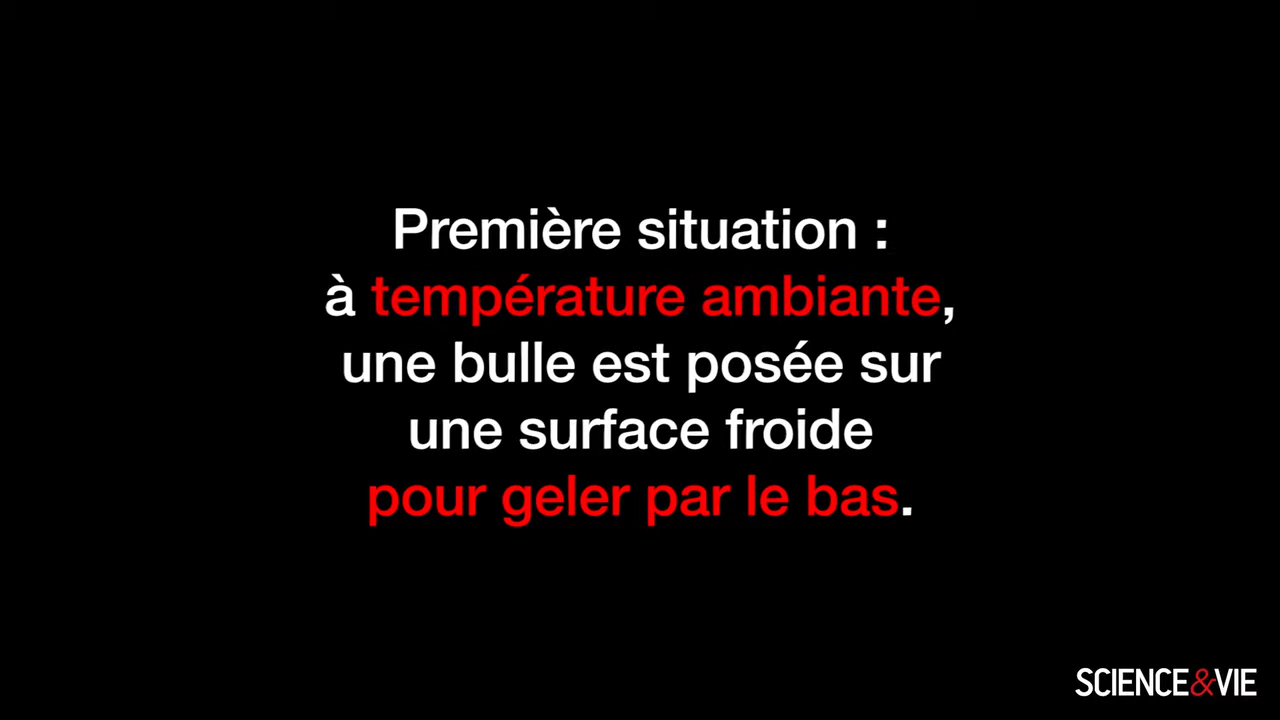 Première situation :
à température ambiante,
une bulle est posée sur
une surface froide
pour geler par le bas.
SCIENCE&VIE